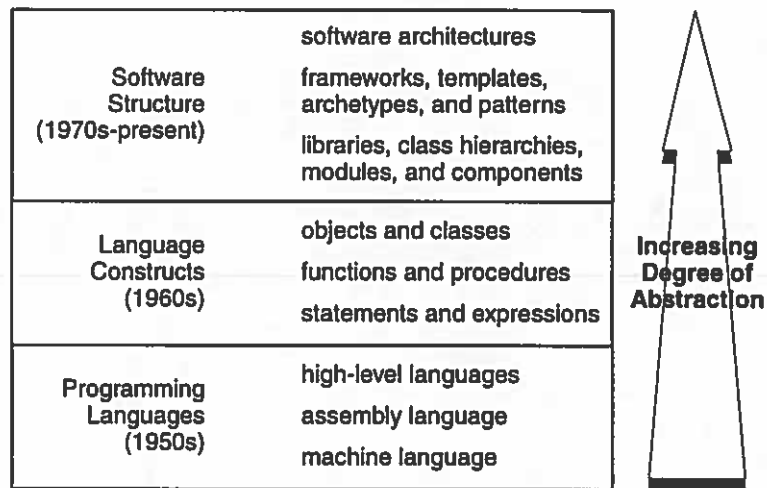 Software
Structure
(1970s-present)
software architectures
frameworks, templates,
archetypes, and patterns
libraries, class hierarchies,
modules, and components
Language
Constructs
(1960s)
objects and classes
functions and procedures
statements and expressions
Programming
Languages
(1950s)
high-level languages
assembly language
machine language
Increasing
Degree of
Abstraction